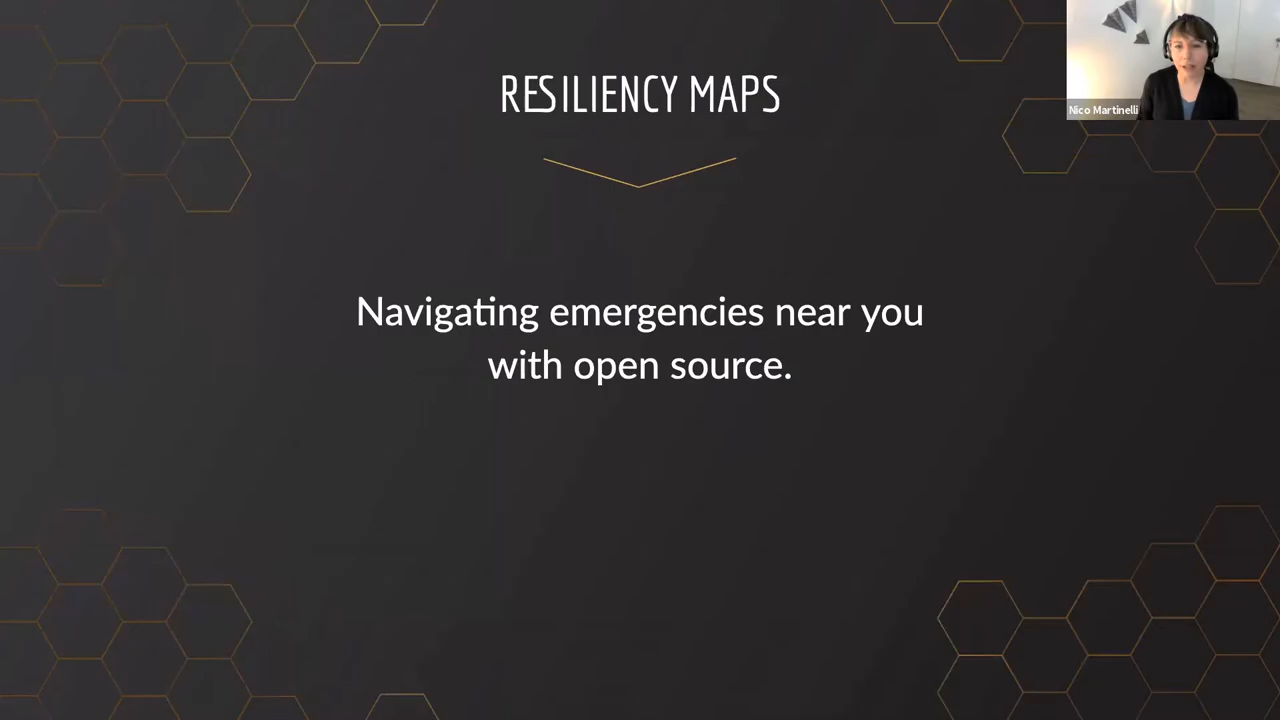 RESILIENCY MAPS
Nico Martinelli
Navigating emergencies near you
with open source.